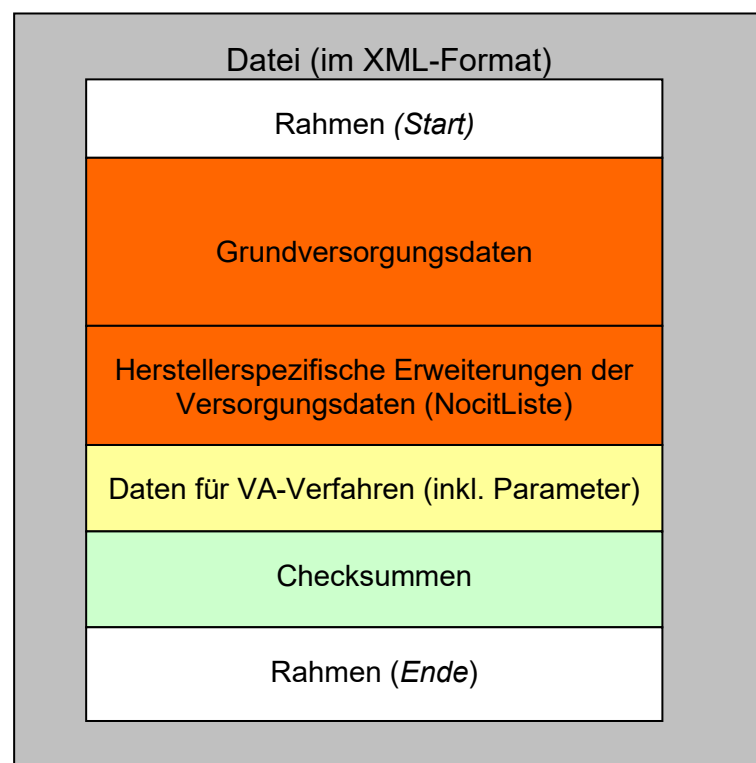 Datei (im XML-Format)
Rahmen (Start)
Grundversorgungsdaten
Herstellerspezifische Erweiterungen der
Versorgungsdaten (NocitListe)
Daten für VA-Verfahren (inkl. Parameter)
Checksummen
Rahmen (Ende)